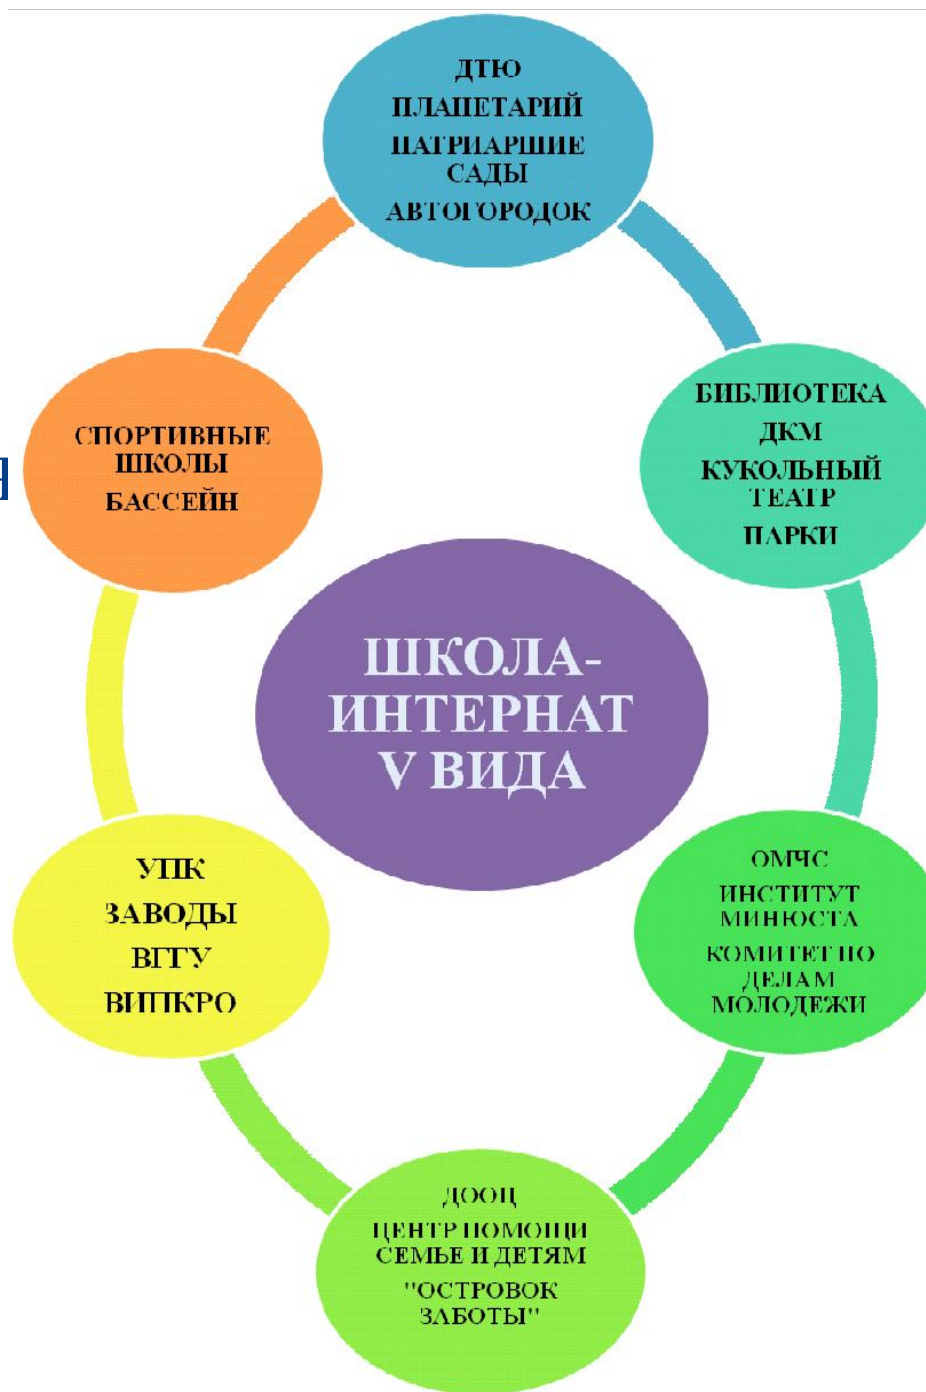 ДТЮ
ПЛАНЕТАРИЙ
ПАТРИАРШИЕ
САДЫ
АВТОГОРОДОК
БИБЛИОТЕКА
ДКМ
КУКОЛЬНЫЙ
ТЕАТР
ПАРКИ
ОМЧС
ИНСТИТУТ
МИНЮСТА
КОМИТЕТ ПО
ДЕЛАМ
МОЛОДЕЖИ
ДООЦ
ЦЕНТР ПОМОЩИ
СЕМЬЕ И ДЕТЯМ
"ОСТРОВОК
ЗАБОТЫ"
УПК
ЗАВОДЫ
ВГГУ
ВИПКРО
СПОРТИВНЫЕ
ШКОЛЫ
БАССЕЙН
ШКОЛА-
ИНТЕРНАТ
V ВИДА